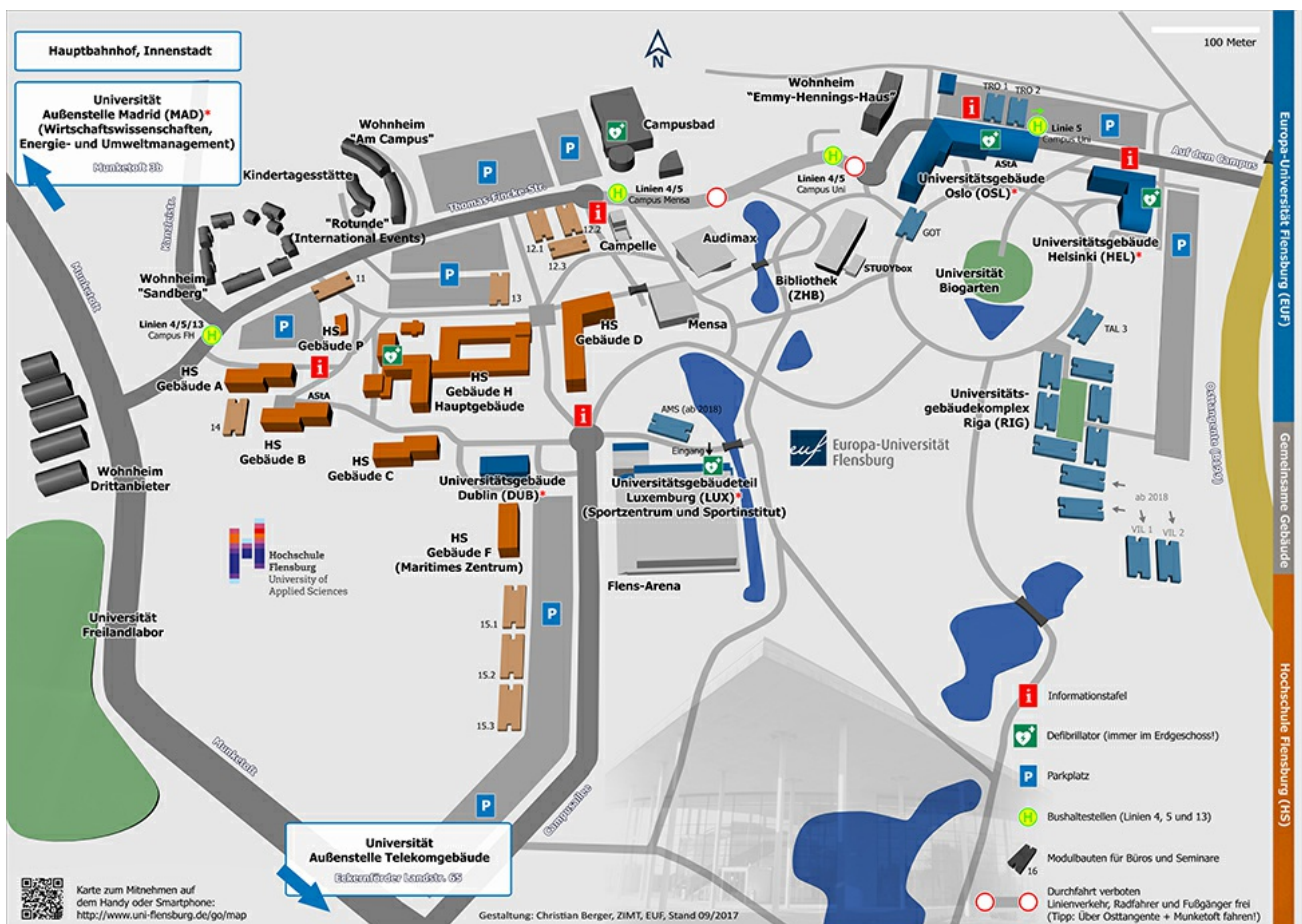 Hauptbahnhof, Innenstadt
Universität
Außenstelle Madrid (MAD)*
(Wirtschaftswissenschaften,
Energie- und Umweltmanagement)
Munketoft 3b
N
100 Meter
Wohnheim
"Am Campus"
Kindertagesstätte
"Rotunde"
(International Events)
Kanzleistr.
Munketoft
Wohnheim
"Sandberg"
Thomas-Fincke-Str.
P
P
Campusbad
H
Linien 4/5
Campus Mensa
Wohnheim
"Emmy-Hennings-Haus"
Linien 4/5
Campus Uni
H
i
TRO 1
TRO 2
H
Linie 5
Campus Uni
P
i
Auf dem Campus
AStA
Universitätsgebäude
Oslo (OSL)*
GOT
Universitätsgebäude
Helsinki (HEL)*
P
Universität
Biogarten
Bibliothek
(ZHB)
STUDYbox
Audimax
Campelle
i
12.1
12.2
12.3
P
11
13
Mensa
Linien 4/5/13
Campus FH
H
P
HS
Gebäude P
HS
Gebäude A
i
AStA
14
HS
Gebäude B
HS
Gebäude H
Hauptgebäude
HS
Gebäude D
HS
Gebäude C
i
AMS (ab 2018)
Eingang
Universitätsgebäude
Dublin (DUB)*
Universitätsgebäudeteil
Luxemburg (LUX)*
(Sportzentrum und Sportinstitut)
Flens-Arena
euf
Europa-Universität
Flensburg
TAL 3
Universitäts-
gebäudekomplex
Riga (RIG)
Osttangente (B199)
ab 2018
VIL 1
VIL 2
Wohnheim
Drittanbieter
Hochschule
Flensburg
University of
Applied Sciences
HS
Gebäude F
(Maritimes Zentrum)
Universität
Freilandlabor
P
15.1
15.2
15.3
Munketoft
P
Campusallee
Universität
Außenstelle Telekomgebäude
Eckernförder Landstr. 65
i
Informationstafel
Defibrillator (immer im Erdgeschoss!)
P
Parkplatz
H
Bushaltestellen (Linien 4, 5 und 13)
16
Modulbauten für Büros und Seminare
Durchfahrt verboten
Linienverkehr, Radfahrer und Fußgänger frei
(Tipp: Über Osttangente + Munketoft fahren!)
Europa-Universität Flensburg (EUF)
Gemeinsame Gebäude
Hochschule Flensburg (HS)
Karte zum Mitnehmen auf
dem Handy oder Smartphone:
http://www.uni-flensburg.de/go/map
Gestaltung: Christian Berger, ZIMT, EUF, Stand 09/2017